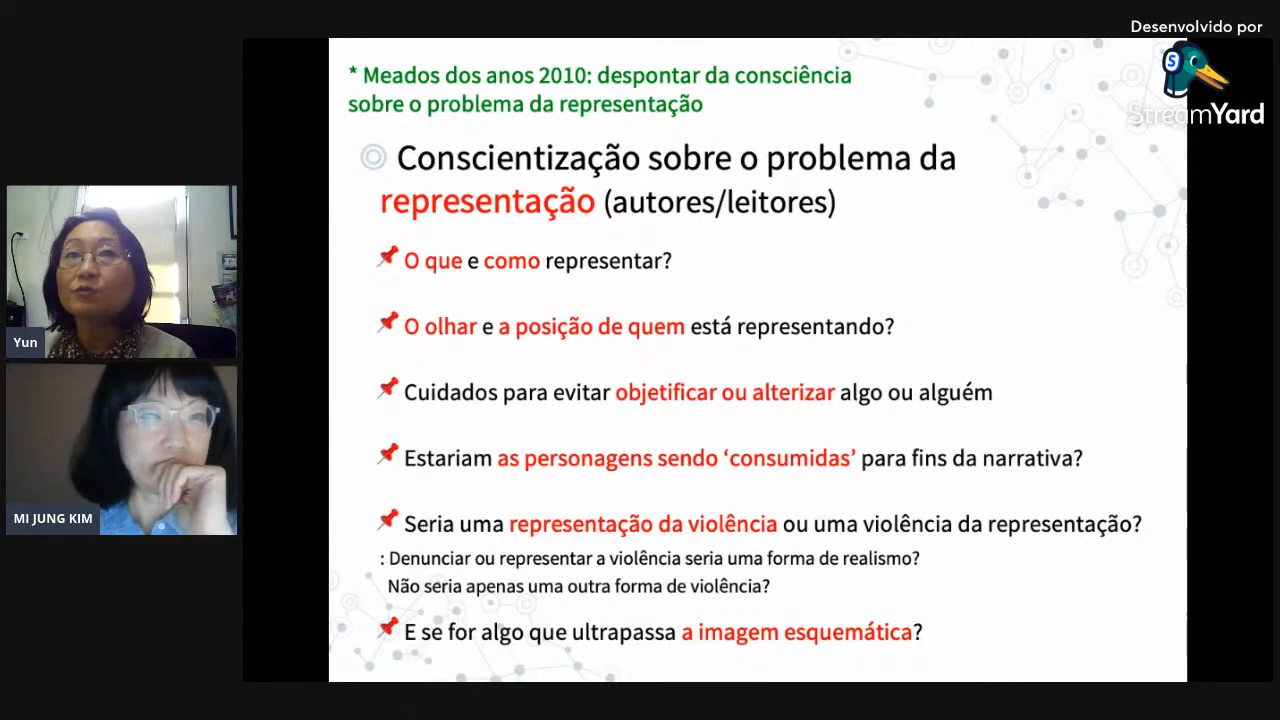 Desenvolvido por
StreamYard
* Meados dos anos 2010: despontar da consciência
sobre o problema da representação
Conscientização sobre o problema da
representação (autores/leitores)
O que e como representar?
O olhar e a posição de quem está representando?
Cuidados para evitar objetificar ou alterizar algo ou alguém
Estariam as personagens sendo ‘consumidas’ para fins da narrativa?
Seria uma representação da violência ou uma violência da representação?
: Denunciar ou representar a violência seria uma forma de realismo?
Não seria apenas uma outra forma de violência?
E se for algo que ultrapassa a imagem esquemática?
Yun
MI JUNG KIM